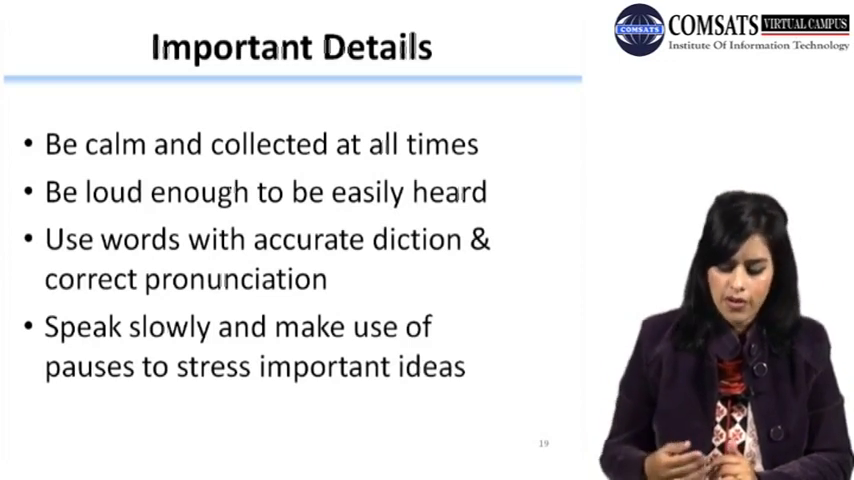 Important Details
COMSATS
COMSATS VIRTUAL CAMPUS
Institute Of Information Technology
• Be calm and collected at all times
• Be loud enough to be easily heard
• Use words with accurate diction &
correct pronunciation
• Speak slowly and make use of
pauses to stress important ideas
19